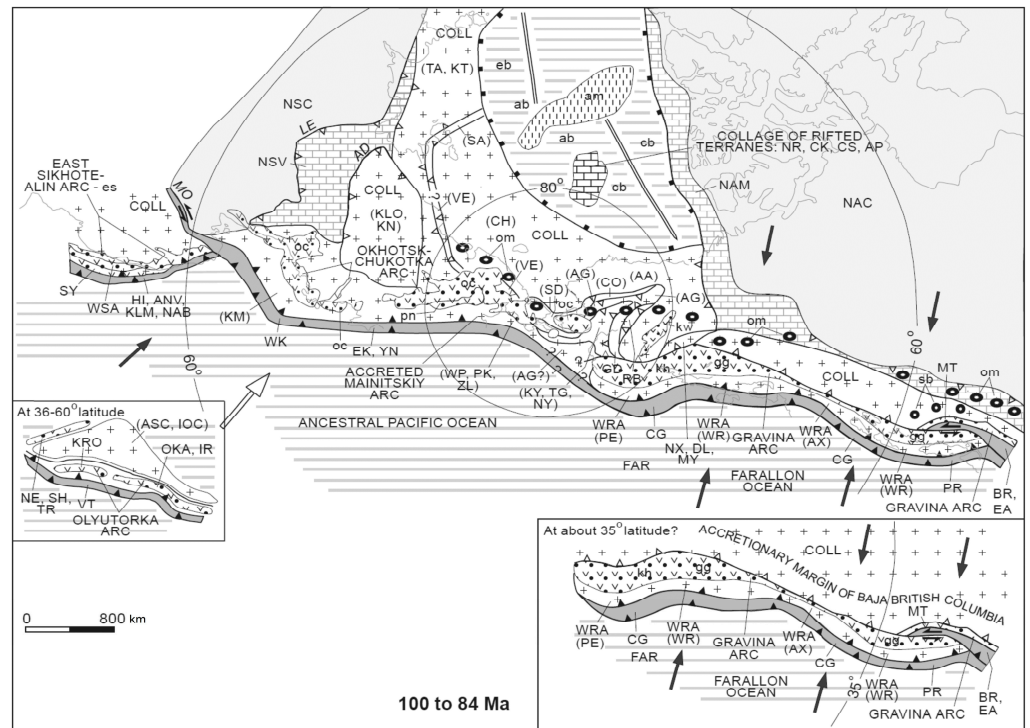 COLL
(TA, KT)
eb
am
ab
ab
cb
cb
NSC
LE
NSV
AD
(SA)
COLLAGE OF RIFTED
TERRANES: NR, CK, CS, AP
NAM
NAC
EAST
SIKHOTE-
ALIN ARC - es
COLL
MO
COLL
(KLO,
KN)
(VE)
80°
(CH)
om
COLL
OKHOTSK-
CHUKOTKA
ARC
oc
oc
(VE)
(SD)
oc
(AG)
(CO)
(AA)
(AG)
kw
om
60°
SY
WSA
HI, ANV,
KLM, NAB
(KM)
WK
60°
oc
EK, YN
pn
ACCRETED
MAINITSKIY
ARC
(WP, PK,
ZL)
(AG?)
(KY, TG,
NY)
?
GD
RB
kh
gg
COLL
MT
sb
om
gg
ANCESTRAL PACIFIC OCEAN
WRA
(PE)
CG
NX, DL,
MY
WRA
(WR)
GRAVINA
ARC
WRA
(AX)
CG
WRA
(WR)
PR
GRAVINA ARC
BR,
EA
FAR
FARALLON
OCEAN
At 36-60° latitude
(ASC, IOC)
KRO
OKA, IR
NE, SH,
TR
VT
OLYUTORKA
ARC
0 800 km
100 to 84 Ma
At about 35° latitude?
ACCRETIONARY MARGIN OF BAJA BRITISH COLUMBIA
COLL
MT
kh
gg
gg
WRA
(PE)
CG
WRA
(WR)
GRAVINA
ARC
WRA
(AX)
CG
35°
WRA
(WR)
PR
GRAVINA ARC
BR,
EA
FAR
FARALLON
OCEAN